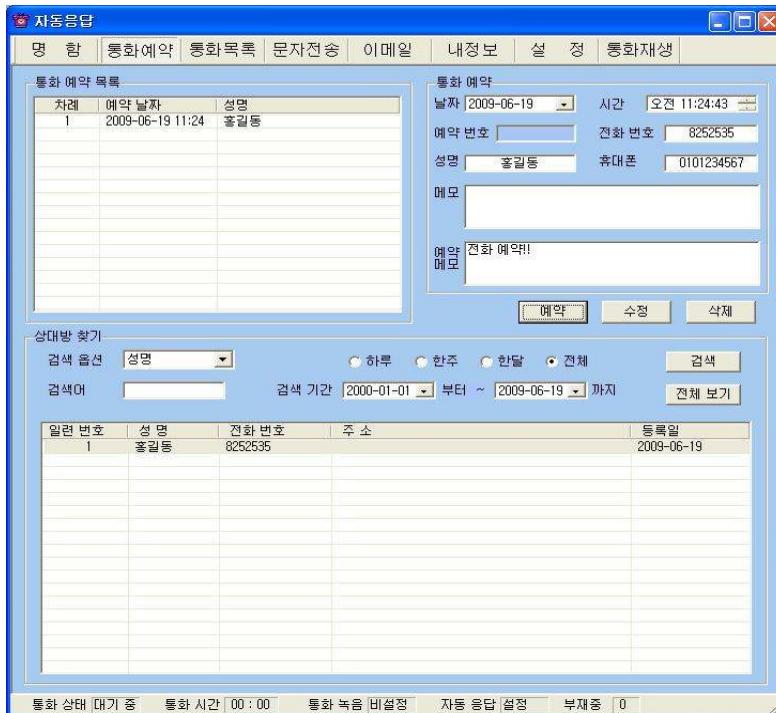 자동응답
명 함 통화예약 통화목록 문자전송 이메일 내정보 설 정 통화재생
통화 예약 목록
차례 예약 날짜 성명
1 2009-06-19 11:24 홍길동
통화 예약
날짜 2009-06-19 시간 오전 11:24:43
예약 번호 전화 번호 8252535
성명 홍길동 휴대폰 0101234567
메모
예약 메모 전화 예약!!
예약 수정 삭제
상대방 찾기
검색 옵션 성명 하루 한주 한달 전체 검색
검색어 검색 기간 2000-01-01 부터 ~ 2009-06-19 까지 전체 보기
일련 번호 성 명 전화 번호 주 소 등록일
1 홍길동 8252535 2009-06-19
통화 상태 대기 중 통화 시간 00 : 00 통화 녹음 비설정 자동 응답 설정 부재중 0